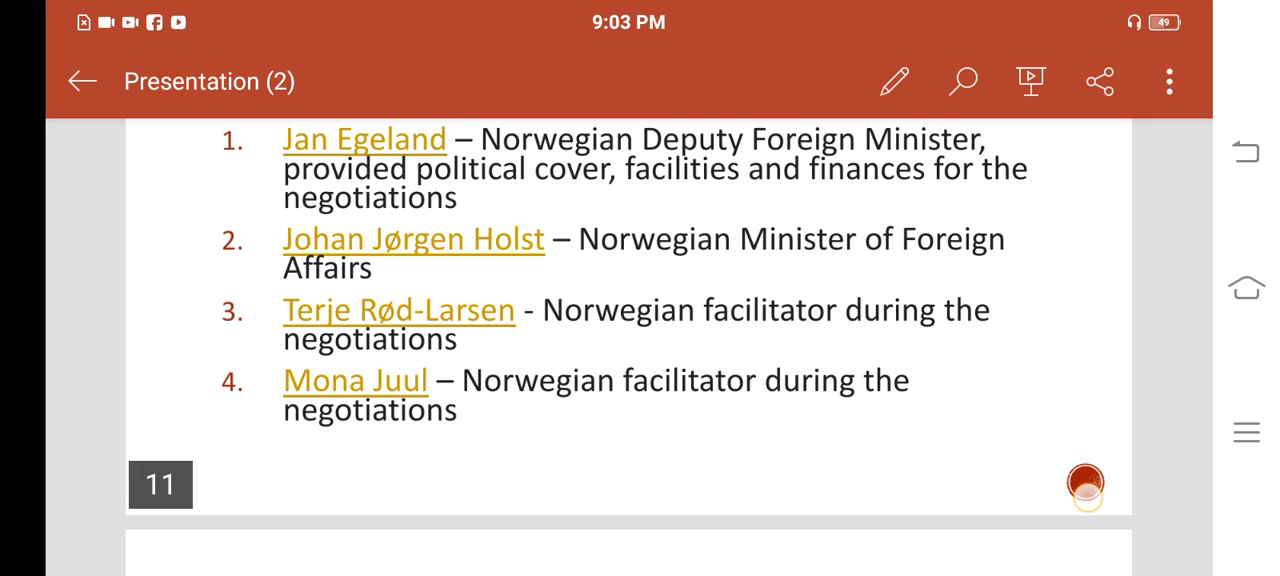 9:03 PM
49
Presentation (2)
1. Jan Egeland – Norwegian Deputy Foreign Minister,
provided political cover, facilities and finances for the
negotiations
2. Johan Jørgen Holst – Norwegian Minister of Foreign
Affairs
3. Terje Rød-Larsen - Norwegian facilitator during the
negotiations
4. Mona Juul – Norwegian facilitator during the
negotiations
11